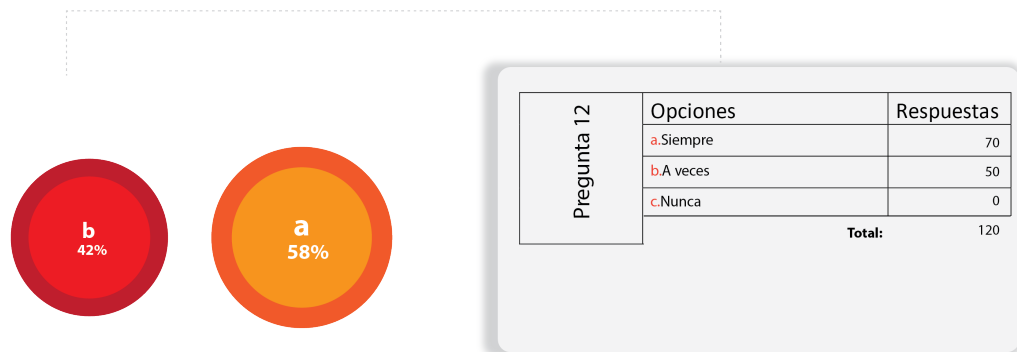 b
42%
a
58%
Pregunta 12
Opciones Respuestas
a.Siempre 70
b.A veces 50
c.Nunca 0
Total: 120